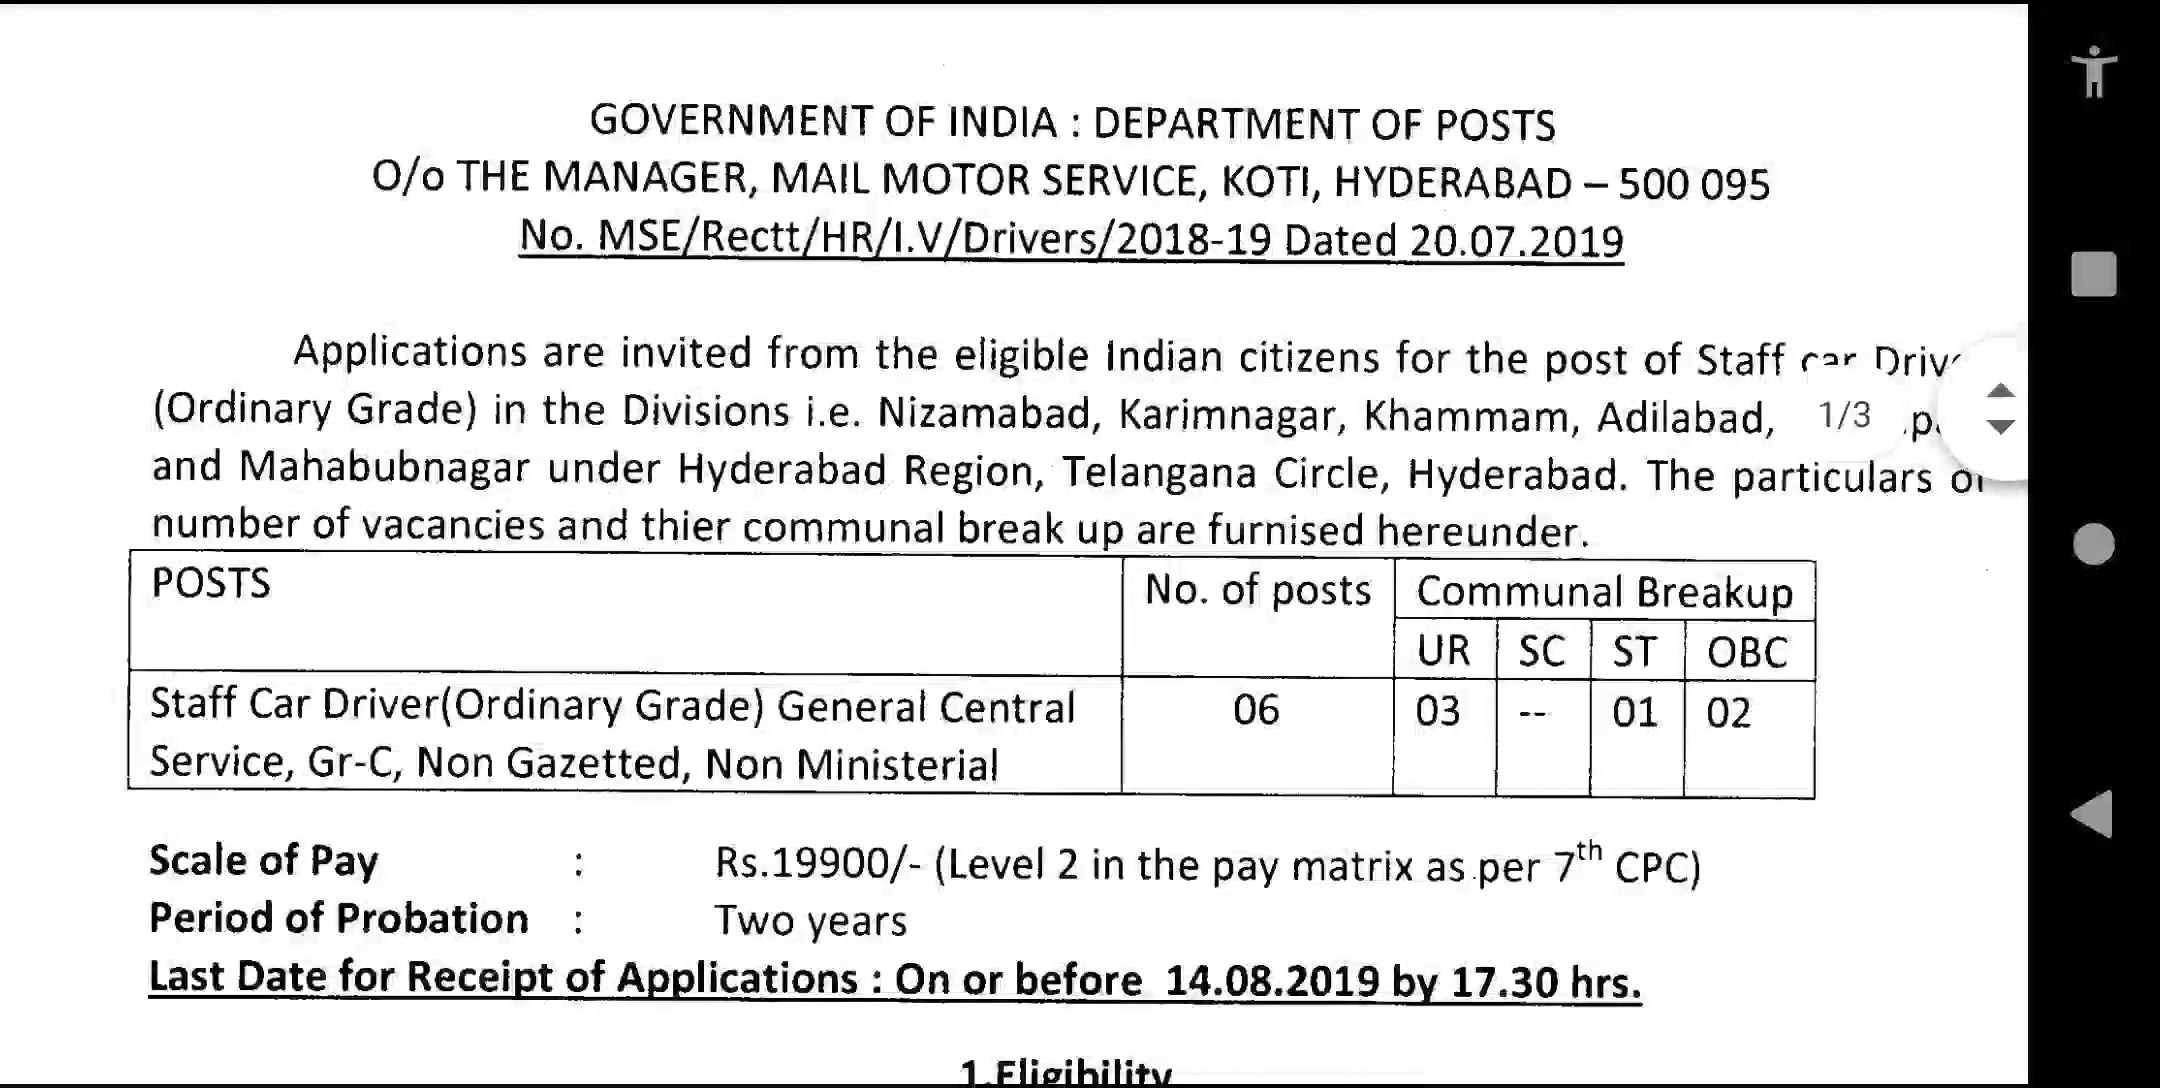 GOVERNMENT OF INDIA : DEPARTMENT OF POSTS
O/o THE MANAGER, MAIL MOTOR SERVICE, KOTI, HYDERABAD – 500 095
No. MSE/Rectt/HR/I.V/Drivers/2018-19 Dated 20.07.2019
Applications are invited from the eligible Indian citizens for the post of Staff car
(Ordinary Grade) in the Divisions i.e. Nizamabad, Karimnagar, Khammam, Adilabad, 1/3
and Mahabubnagar under Hyderabad Region, Telangana Circle, Hyderabad. The particulars
number of vacancies and thier communal break up are furnised hereunder.
POSTS No. of posts Communal Breakup
UR SC ST OBC
Staff Car Driver(Ordinary Grade) General Central 06 03 -- 01 02
Service, Gr-C, Non Gazetted, Non Ministerial
Scale of Pay : Rs.19900/- (Level 2 in the pay matrix as per 7th CPC)
Period of Probation : Two years
Last Date for Receipt of Applications : On or before 14.08.2019 by 17.30 hrs.
1.Eligibility